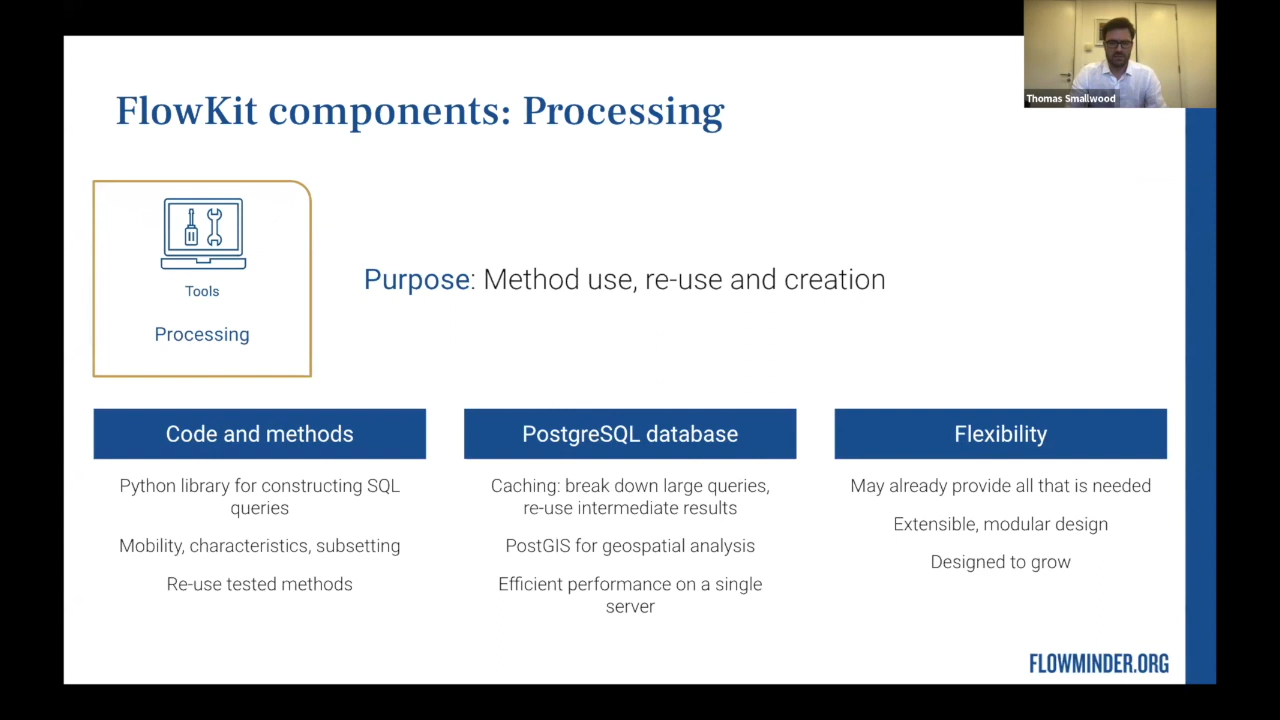 Thomas Smallwood
FlowKit components: Processing
Tools
Processing
Purpose: Method use, re-use and creation
Code and methods
Python library for constructing SQL
queries
Mobility, characteristics, subsetting
Re-use tested methods
PostgreSQL database
Caching: break down large queries,
re-use intermediate results
PostGIS for geospatial analysis
Efficient performance on a single
server
Flexibility
May already provide all that is needed
Extensible, modular design
Designed to grow
FLOWMINDER.ORG